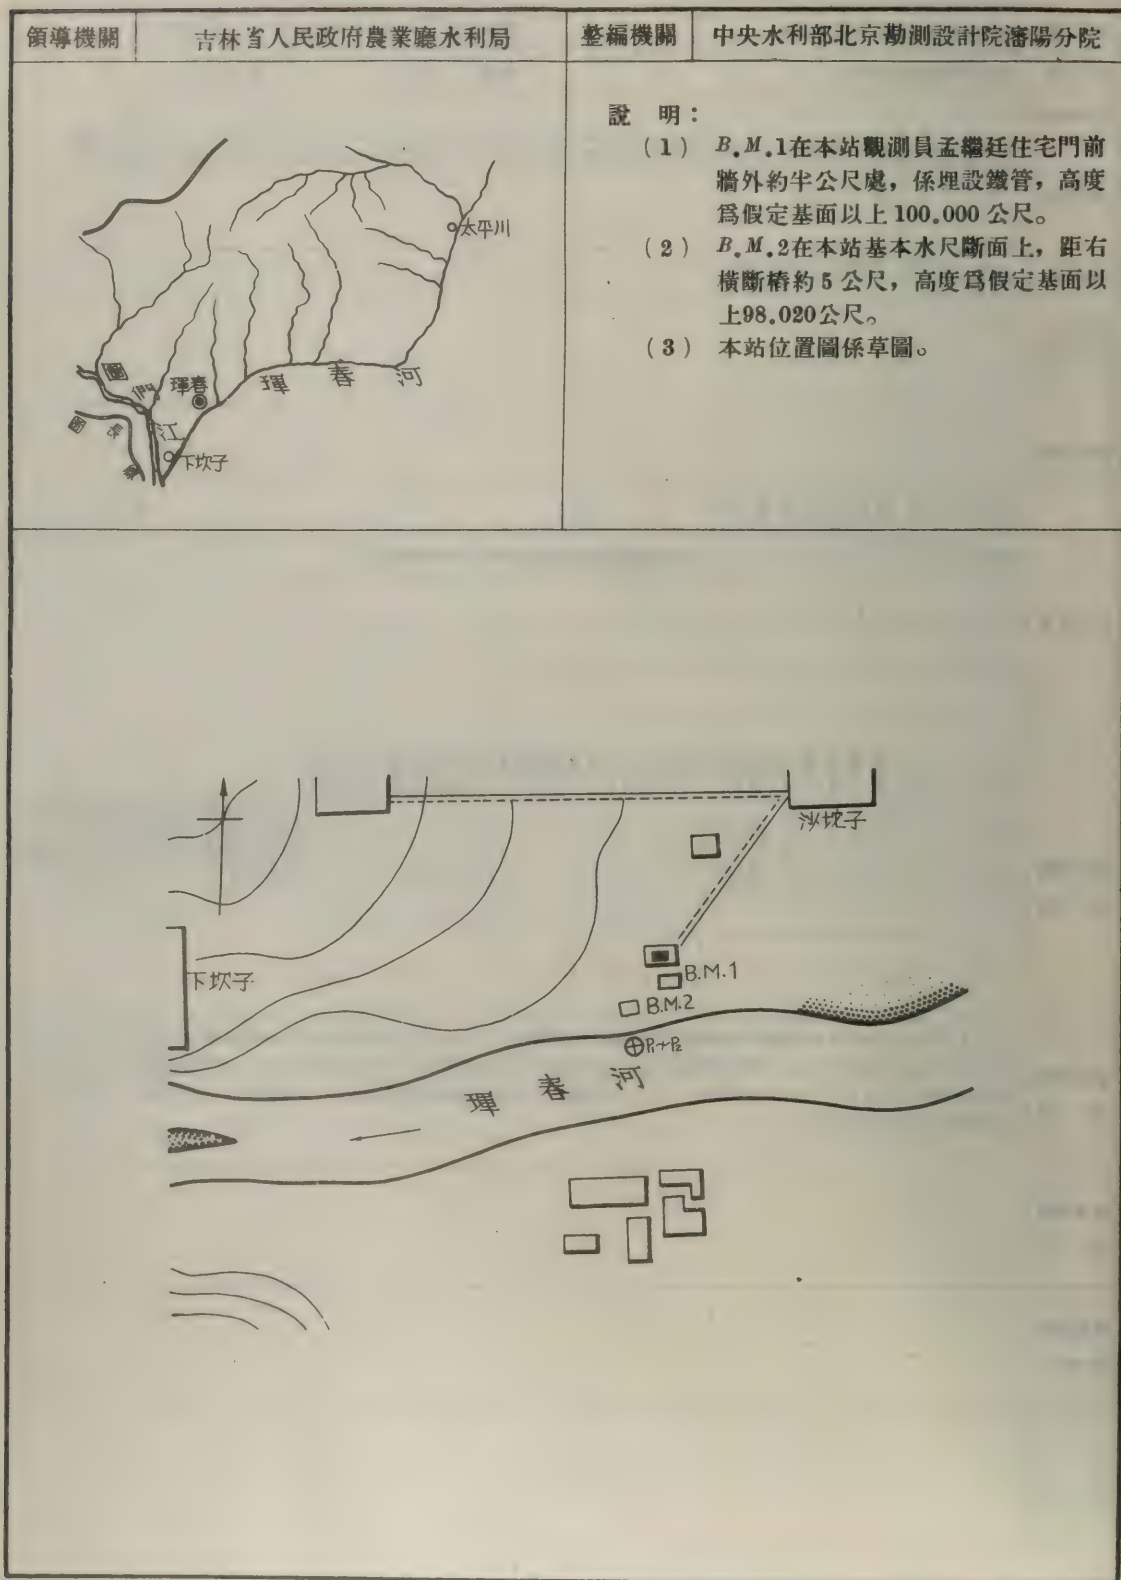 領導機關
吉林省人民政府農業廳水利局
整編機關
中央水利部北京勘測設計院瀋陽分院
說 明：
(1) B.M.1在本站觀測員孟繼廷住宅門前
牆外約半公尺處，係埋設鐵管，高度
爲假定基面以上100.000公尺。
(2) B.M.2在本站基本水尺斷面上，距右
橫斷樁約5公尺，高度爲假定基面以
上98.020公尺。
(3) 本站位置圖係草圖。
太平川
圖們江
琿春
琿春河
下坎子
沙坨子
下坎子
B.M.1
B.M.2
P₁~P₂
琿春河